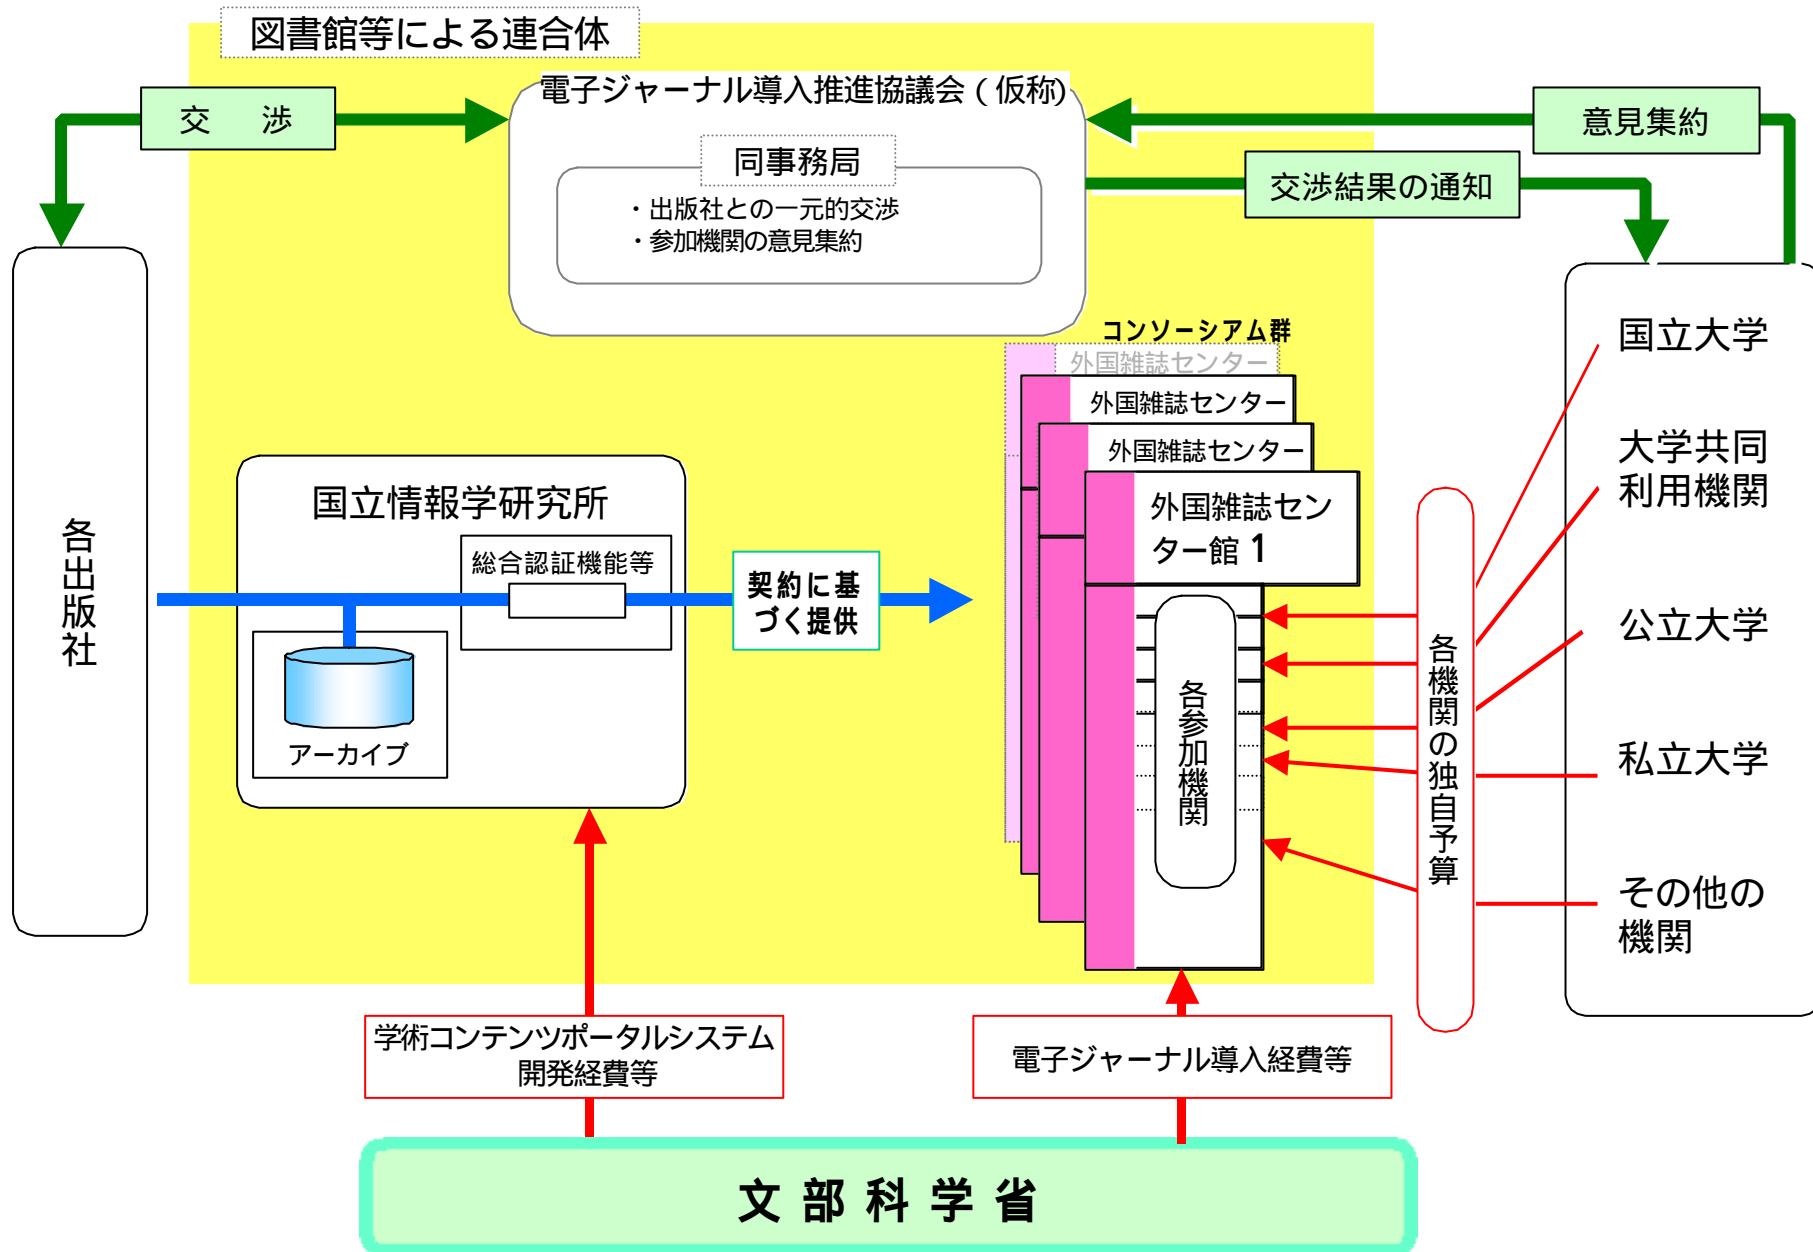 図書館等による連合体
電子ジャーナル導入推進協議会(仮称)
交 渉
意見集約
同事務局
交渉結果の通知
・出版社との一元的交渉
・参加機関の意見集約
コンソーシアム群
外国雑誌センター
外国雑誌センター
外国雑誌センター
外国雑誌セン
ター館 1
各参加機関
各出版社
国立情報学研究所
総合認証機能等
アーカイブ
契約に基
づく提供
各機関の独自予算
国立大学
大学共同
利用機関
公立大学
私立大学
その他の
機関
学術コンテンツポータルシステム
開発経費等
電子ジャーナル導入経費等
文部科学省